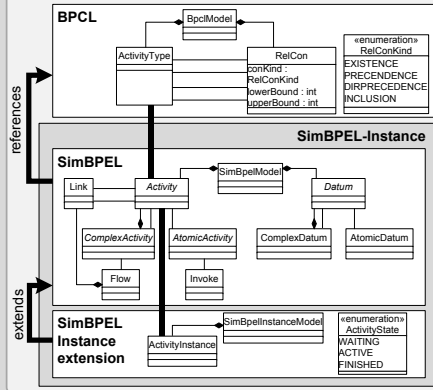 BPCL
BpclModel
ActivityType
RelCon
conKind :
RelConKind
lowerBound : int
upperBound : int
«enumeration»
RelConKind
EXISTENCE
PRECENDENCE
DIRPRECEDENCE
INCLUSION
references
SimBPEL-Instance
SimBPEL
SimBpelModel
Link
Activity
Datum
ComplexActivity
AtomicActivity
ComplexDatum
AtomicDatum
Flow
Invoke
extends
SimBPEL
Instance
extension
SimBpelInstanceModel
ActivityInstance
«enumeration»
ActivityState
WAITING
ACTIVE
FINISHED